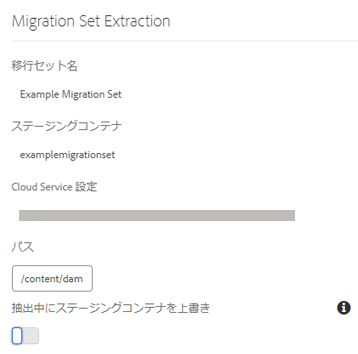 Migration Set Extraction
移行セット名
Example Migration Set
ステージングコンテナ
examplemigrationset
Cloud Service 設定
パス
/content/dam
抽出中にステージングコンテナを上書き